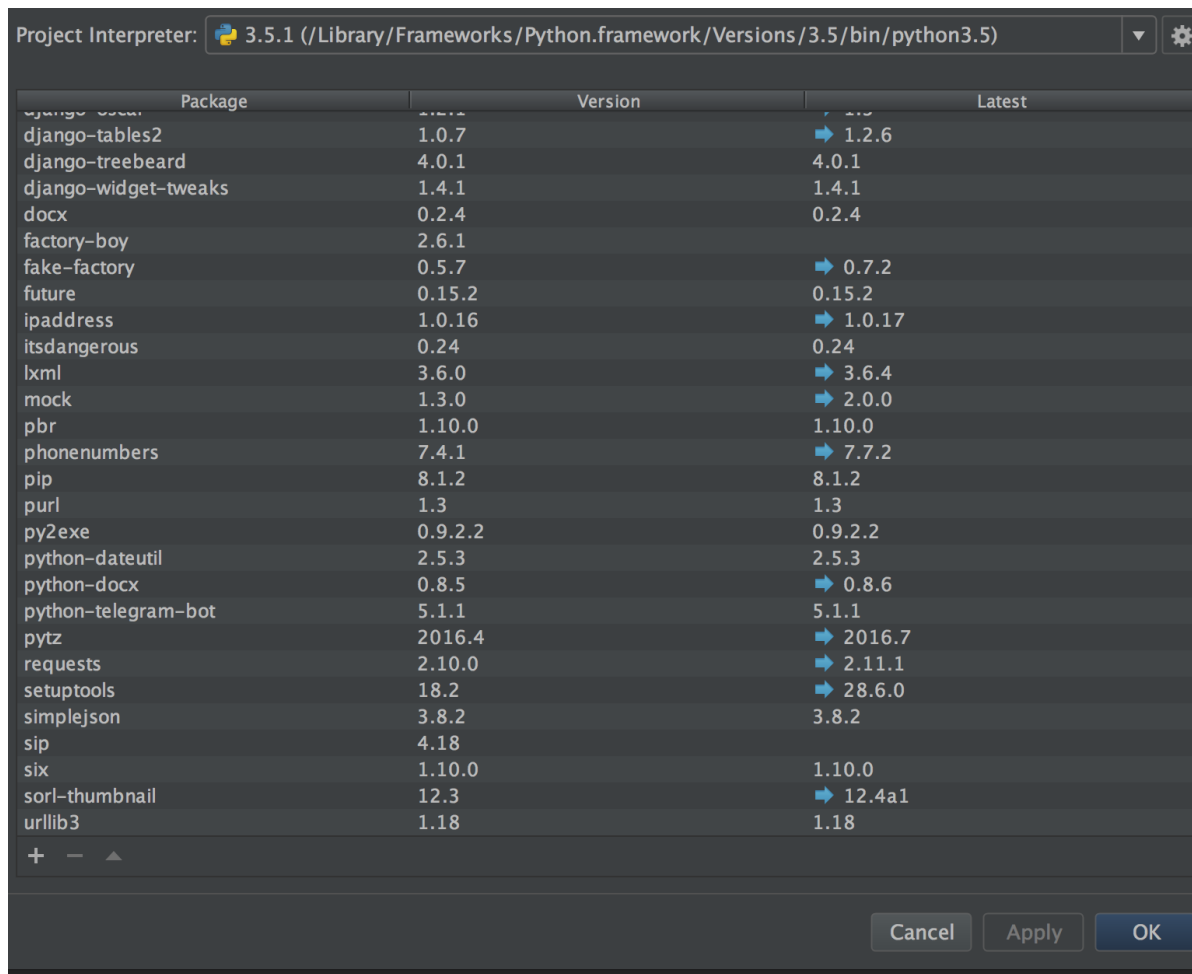 Project Interpreter: 3.5.1 (/Library/Frameworks/Python.framework/Versions/3.5/bin/python3.5)
Package Version Latest
django-tables2 1.0.7 1.2.6
django-treebeard 4.0.1 4.0.1
django-widget-tweaks 1.4.1 1.4.1
docx 0.2.4 0.2.4
factory-boy 2.6.1
fake-factory 0.5.7 0.7.2
future 0.15.2 0.15.2
ipaddress 1.0.16 1.0.17
itsdangerous 0.24 0.24
lxml 3.6.0 3.6.4
mock 1.3.0 2.0.0
pbr 1.10.0 1.10.0
phonenumbers 7.4.1 7.7.2
pip 8.1.2 8.1.2
purl 1.3 1.3
py2exe 0.9.2.2 0.9.2.2
python-dateutil 2.5.3 2.5.3
python-docx 0.8.5 0.8.6
python-telegram-bot 5.1.1 5.1.1
pytz 2016.4 2016.7
requests 2.10.0 2.11.1
setuptools 18.2 28.6.0
simplejson 3.8.2 3.8.2
sip 4.18
six 1.10.0 1.10.0
sorl-thumbnail 12.3 12.4a1
urllib3 1.18 1.18
Cancel Apply OK